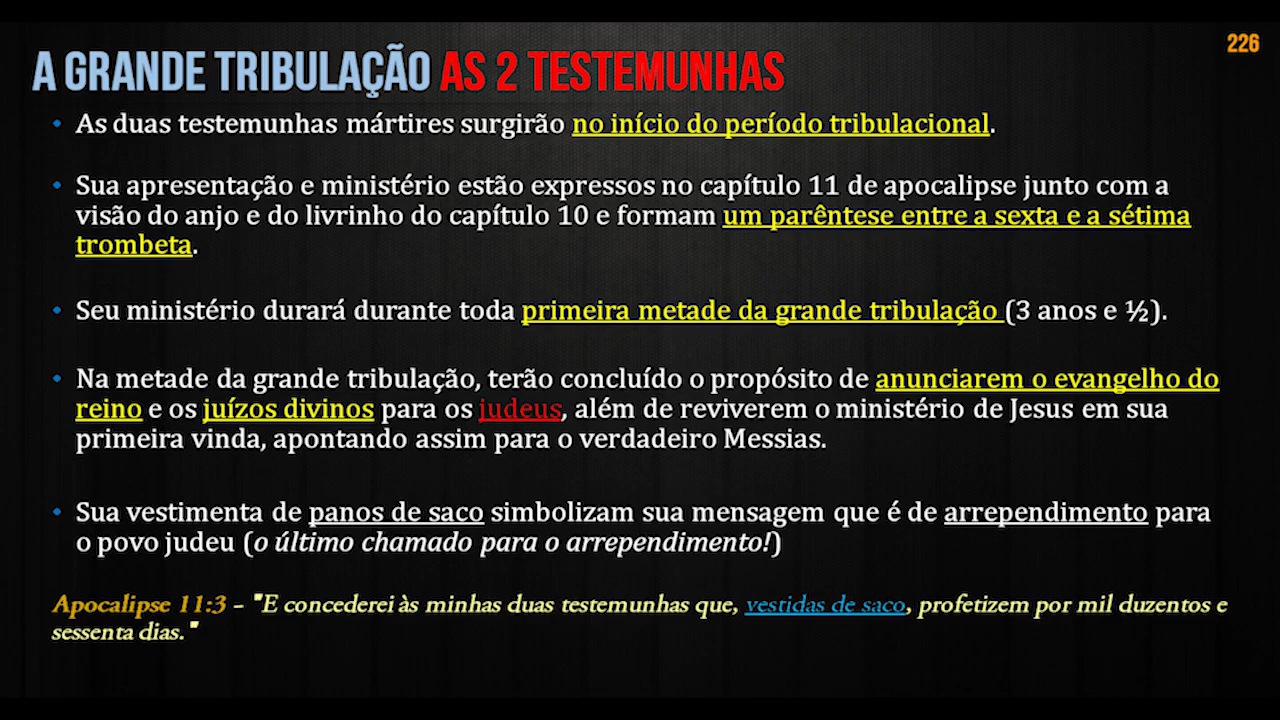 226
A GRANDE TRIBULAÇÃO AS 2 TESTEMUNHAS
• As duas testemunhas mártires surgirão no início do período tribulacional.
• Sua apresentação e ministério estão expressos no capítulo 11 de apocalipse junto com a
visão do anjo e do livrinho do capítulo 10 e formam um parêntese entre a sexta e a sétima
trombeta.
• Seu ministério durará durante toda primeira metade da grande tribulação (3 anos e ½).
• Na metade da grande tribulação, terão concluído o propósito de anunciarem o evangelho do
reino e os juízos divinos para os judeus, além de reviverem o ministério de Jesus em sua
primeira vinda, apontando assim para o verdadeiro Messias.
• Sua vestimenta de panos de saco simbolizam sua mensagem que é de arrependimento para
o povo judeu (o último chamado para o arrependimento!)
Apocalipse 11:3 – "E concederei às minhas duas testemunhas que, vestidas de saco, profetizem por mil duzentos e
sessenta dias."